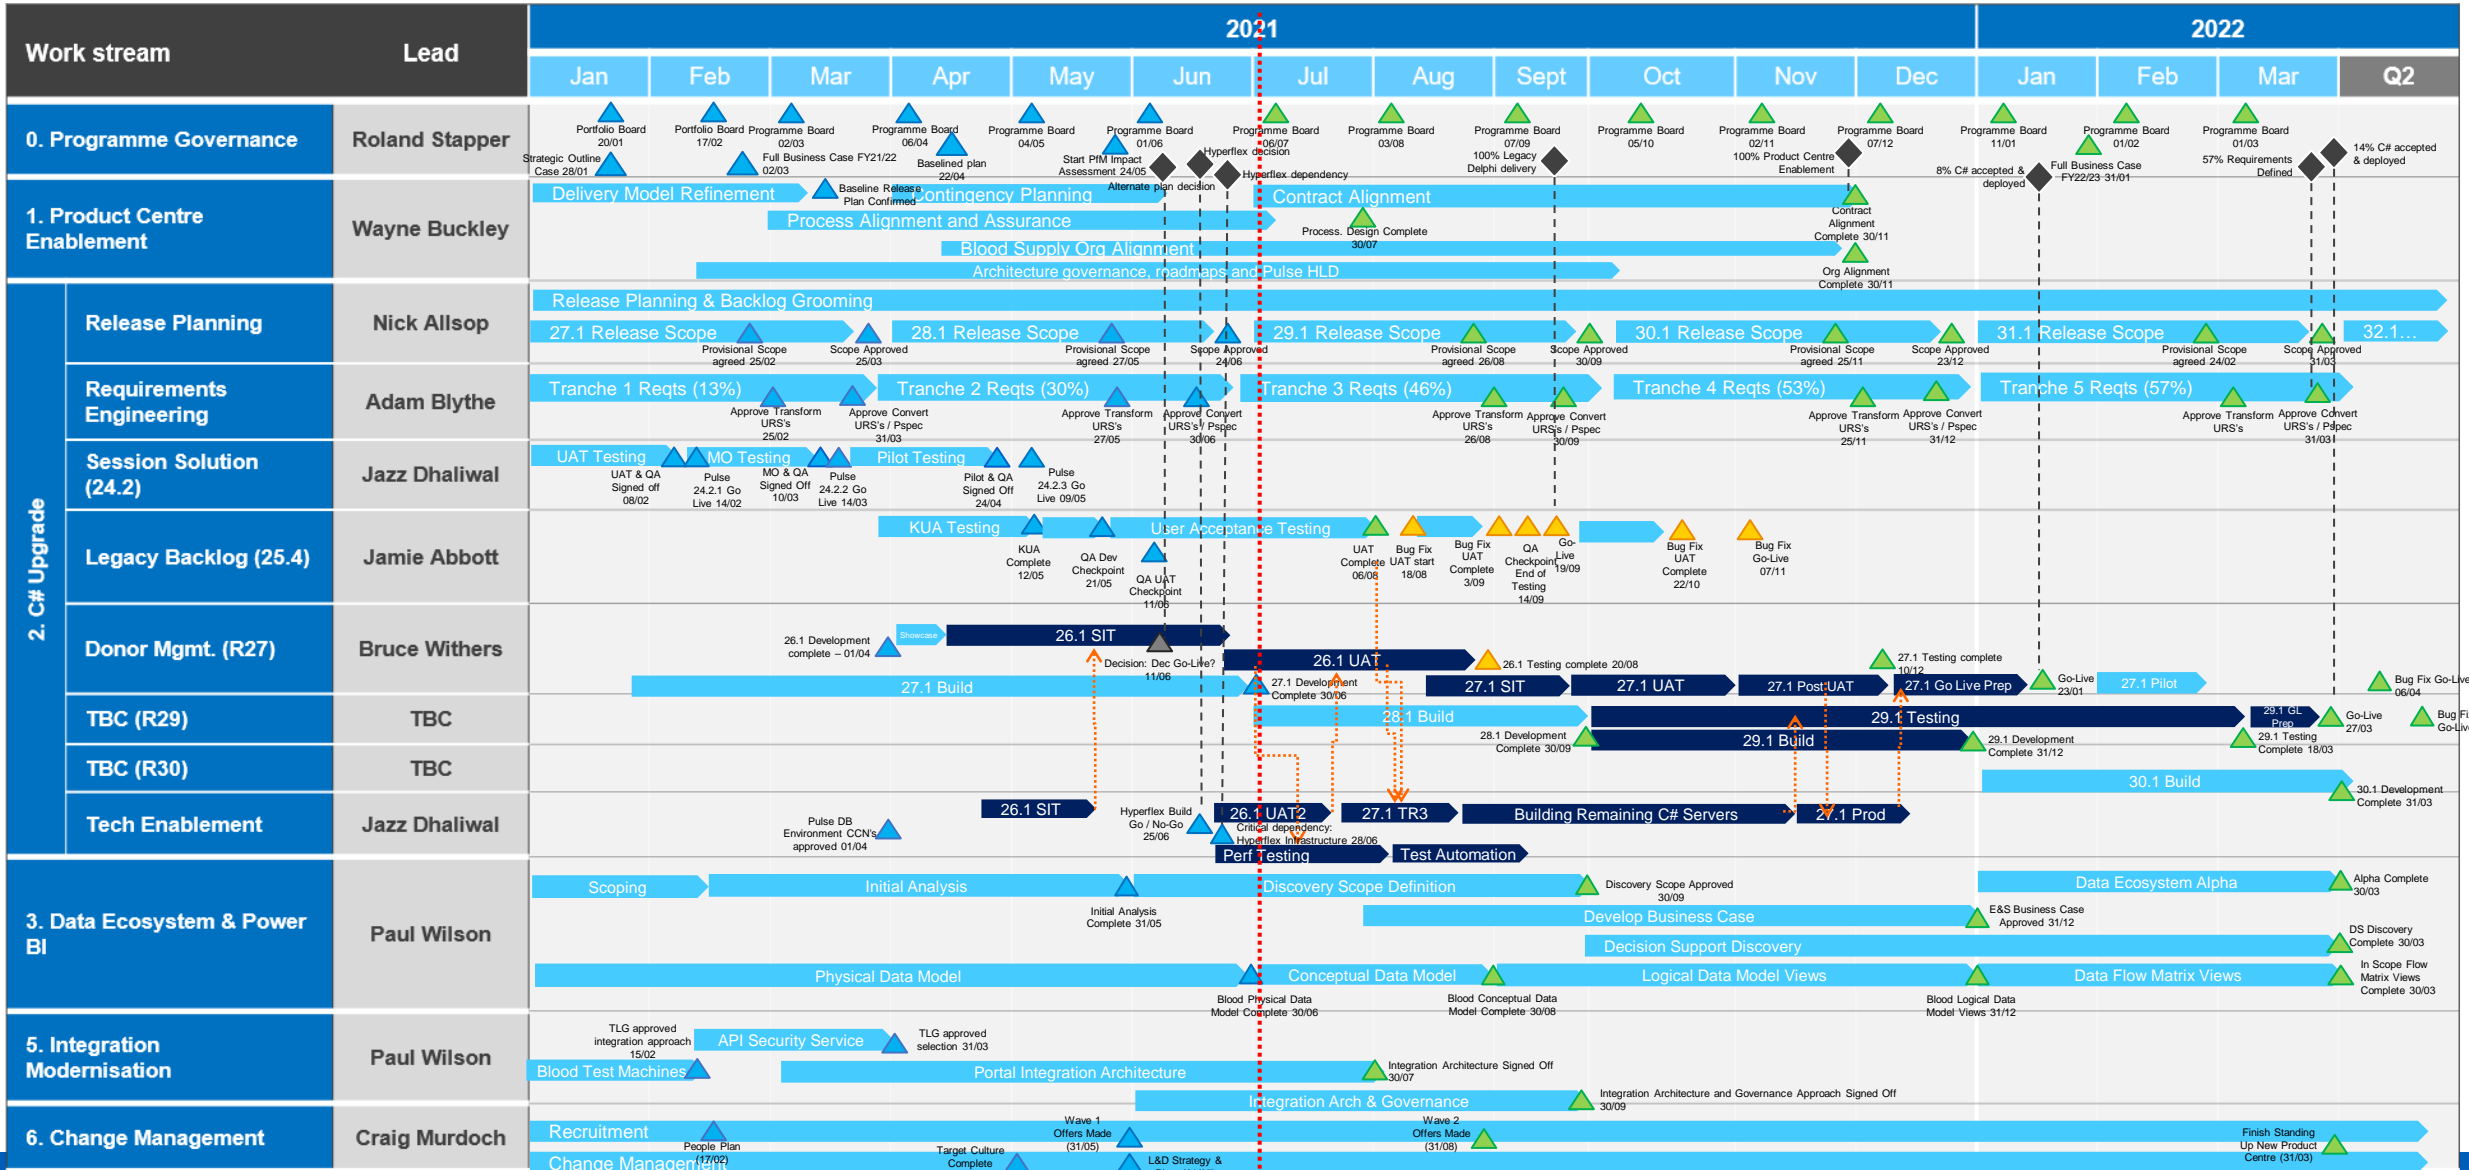 Work stream
Lead
2021
2022
Jan
Feb
Mar
Apr
May
Jun
Jul
Aug
Sept
Oct
Nov
Dec
Jan
Feb
Mar
Q2
0. Programme Governance
Roland Stapper
Portfolio Board
20/01
Portfolio Board
17/02
Programme Board
02/03
Programme Board
06/04
Programme Board
04/05
Programme Board
01/06
Programme Board
06/07
Programme Board
03/08
Programme Board
07/09
Programme Board
05/10
Programme Board
02/11
Programme Board
07/12
Programme Board
11/01
Programme Board
01/02
Programme Board
01/03
Strategic Outline
Case 28/01
Full Business Case FY21/22
02/03
Baselined plan
22/04
Start PfM Impact
Assessment 24/05
Hyperflex decision
Alternate plan decision
Hyperflex dependency
100% Legacy
Delphi delivery
100% Product Centre
Enablement
8% C# accepted &
deployed
Full Business Case
FY22/23 31/01
57% Requirements
Defined
14% C# accepted
& deployed
1. Product Centre
Enablement
Wayne Buckley
Delivery Model Refinement
Baseline Release
Plan Confirmed
Contingency Planning
Contract Alignment
Contract
Alignment
Complete 30/11
Process Alignment and Assurance
Process. Design Complete
30/07
Blood Supply Org Alignment
Org Alignment
Complete 30/11
Architecture governance, roadmaps and Pulse HLD
2. C# Upgrade
Release Planning
Nick Allsop
Release Planning & Backlog Grooming
27.1 Release Scope
28.1 Release Scope
29.1 Release Scope
30.1 Release Scope
31.1 Release Scope
32.1...
Provisional Scope
agreed 25/02
Scope Approved
25/03
Provisional Scope
agreed 27/05
Scope Approved
24/06
Provisional Scope
agreed 26/08
Scope Approved
30/09
Provisional Scope
agreed 25/11
Scope Approved
23/12
Provisional Scope
agreed 24/02
Scope Approved
31/03
Requirements
Engineering
Adam Blythe
Tranche 1 Reqts (13%)
Tranche 2 Reqts (30%)
Tranche 3 Reqts (46%)
Tranche 4 Reqts (53%)
Tranche 5 Reqts (57%)
Approve Transform
URS's
25/02
Approve Convert
URS's / Pspec
31/03
Approve Transform
URS's
27/05
Approve Convert
URS's / Pspec
30/06
Approve Transform
URS's
26/08
Approve Convert
URS's / Pspec
30/09
Approve Transform
URS's
25/11
Approve Convert
URS's / Pspec
31/12
Approve Transform
URS's
Approve Convert
URS's / Pspec
31/03
Session Solution
(24.2)
Jazz Dhaliwal
UAT Testing
MO Testing
Pilot Testing
UAT & QA
Signed off
08/02
Pulse
24.2.1 Go
Live 14/02
MO & QA
Signed Off
10/03
Pulse
24.2.2 Go
Live 14/03
Pilot & QA
Signed Off
24/04
Pulse
24.2.3 Go
Live 09/05
Legacy Backlog (25.4)
Jamie Abbott
KUA Testing
User Acceptance Testing
KUA
Complete
12/05
QA Dev
Checkpoint
21/05
QA UAT
Checkpoint
11/06
UAT
Complete
06/08
Bug Fix
UAT start
18/08
Bug Fix
UAT
Complete
3/09
QA
Checkpoint
End of
Testing
14/09
Go-
Live
19/09
Bug Fix
UAT
Complete
22/10
Bug Fix
Go-Live
07/11
Donor Mgmt. (R27)
Bruce Withers
26.1 Development
complete – 01/04
Showcase
26.1 SIT
Decision: Dec Go-Live?
11/06
26.1 UAT
26.1 Testing complete 20/08
27.1 Testing complete
10/12
27.1 Build
27.1 Development
Complete 30/06
27.1 SIT
27.1 UAT
27.1 Post UAT
27.1 Go Live Prep
Go-Live
23/01
27.1 Pilot
Bug Fix Go-Live
06/04
TBC (R29)
TBC
28.1 Build
28.1 Development
Complete 30/09
29.1 Testing
29.1 GL
Prep
Go-Live
27/03
Go-Live
29.1 Build
29.1 Development
Complete 31/12
29.1 Testing
Complete 18/03
TBC (R30)
TBC
30.1 Build
30.1 Development
Complete 31/03
Tech Enablement
Jazz Dhaliwal
Pulse DB
Environment CCN's
approved 01/04
26.1 SIT
Hyperflex Build
Go / No-Go
25/06
26.1 UAT2
Critical dependency:
Hyperflex Infrastructure 28/06
27.1 TR3
Building Remaining C# Servers
27.1 Prod
Perf Testing
Test Automation
3. Data Ecosystem & Power
BI
Paul Wilson
Scoping
Initial Analysis
Initial Analysis
Complete 31/05
Discovery Scope Definition
Discovery Scope Approved
30/09
Data Ecosystem Alpha
Alpha Complete
30/03
Develop Business Case
E&S Business Case
Approved 31/12
Decision Support Discovery
DS Discovery
Complete 30/03
Physical Data Model
Conceptual Data Model
Logical Data Model Views
Data Flow Matrix Views
In Scope Flow
Matrix Views
Complete 30/03
Blood Physical Data
Model Complete 30/06
Blood Conceptual Data
Model Complete 30/08
Blood Logical Data
Model Views 31/12
5. Integration
Modernisation
Paul Wilson
TLG approved
integration approach
15/02
API Security Service
TLG approved
selection 31/03
Blood Test Machines
Portal Integration Architecture
Integration Architecture Signed Off
30/07
Integration Arch & Governance
Integration Architecture and Governance Approach Signed Off
30/09
6. Change Management
Craig Murdoch
Recruitment
People Plan
(17/02)
Wave 1
Offers Made
(31/05)
Wave 2
Offers Made
(31/08)
Finish Standing
Up New Product
Centre (31/03)
Change Management
Target Culture
Complete
L&D Strategy &